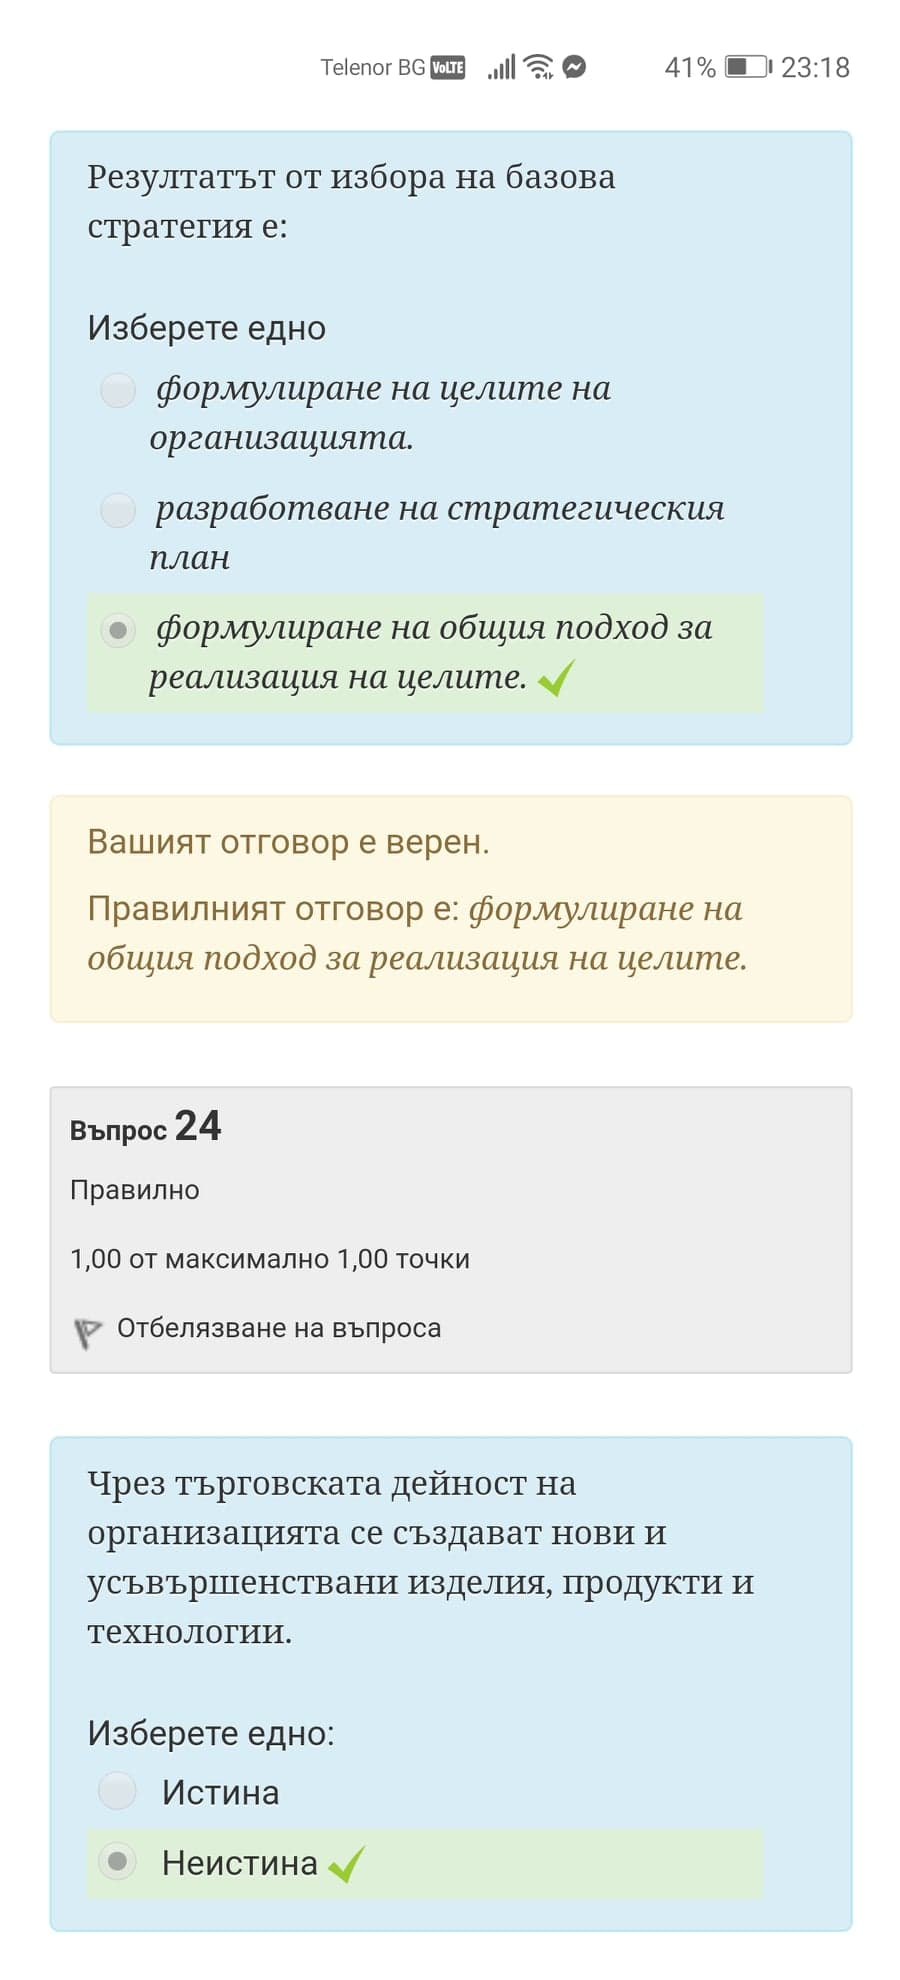 Telenor BG VoLTE 41% 23:18
Резултатът от избора на базова
стратегия е:
Изберете едно
формулиране на целите на
организацията.
разработване на стратегическия
план
формулиране на общия подход за
реализация на целите.
Вашият отговор е верен.
Правилният отговор е: формулиране на
общия подход за реализация на целите.
Въпрос 24
Правилно
1,00 от максимално 1,00 точки
Отбелязване на въпроса
Чрез търговската дейност на
организацията се създават нови и
усъвършенствани изделия, продукти и
технологии.
Изберете едно:
Истина
Неистина